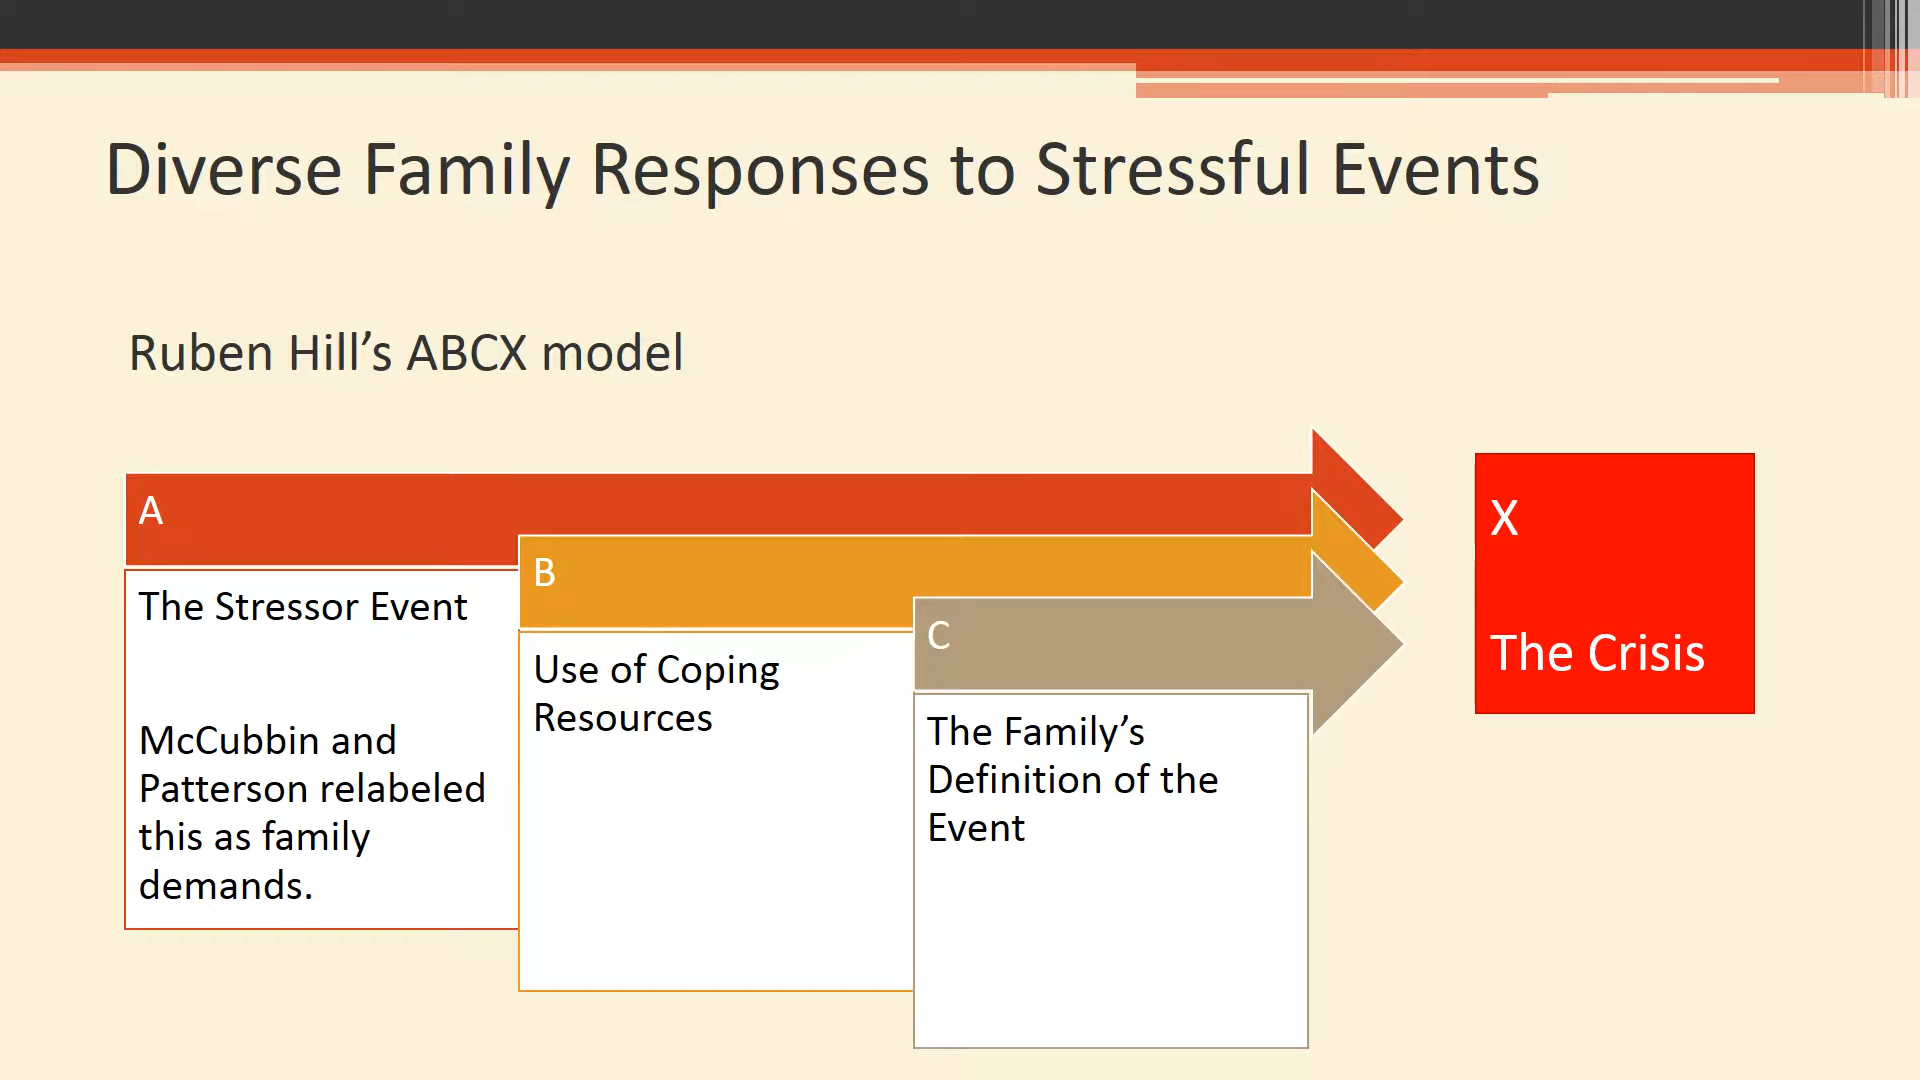 Diverse Family Responses to Stressful Events
Ruben Hill’s ABCX model
A
The Stressor Event
McCubbin and
Patterson relabeled
this as family
demands.
B
Use of Coping
Resources
C
The Family’s
Definition of the
Event
X
The Crisis